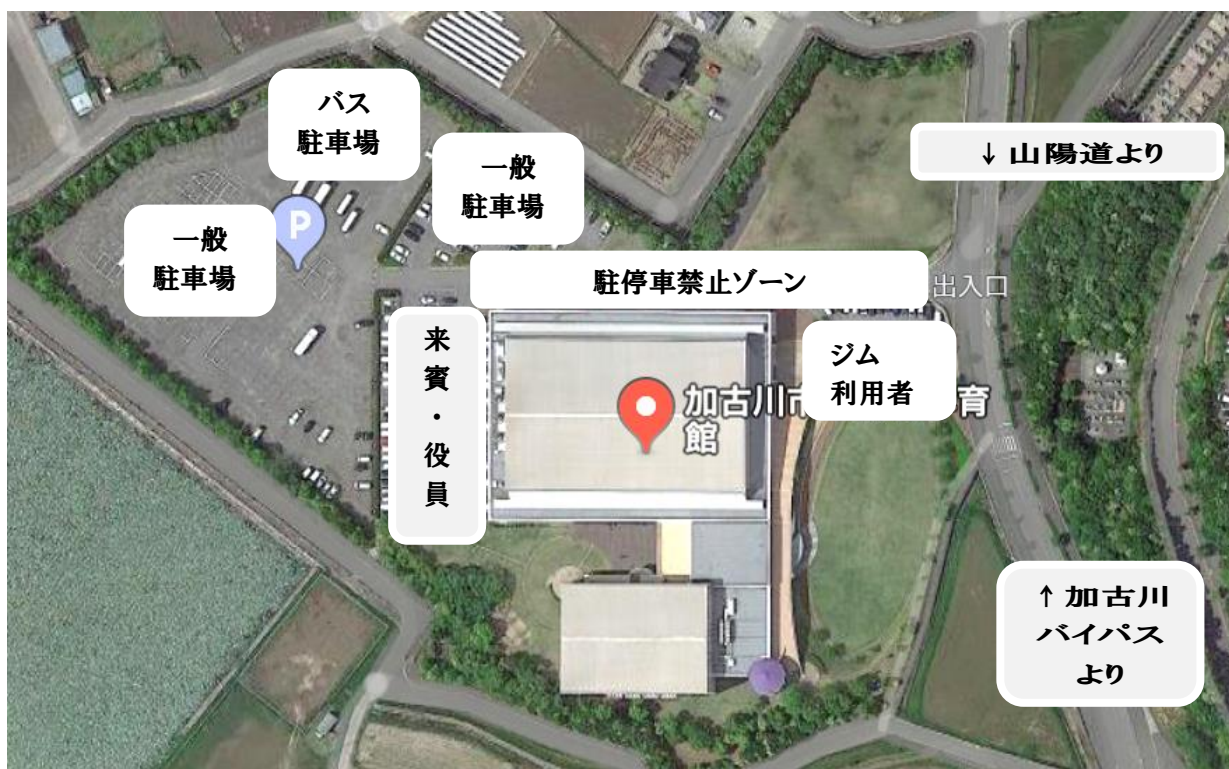 バス
駐車場
一般
駐車場
↓山陽道より
一般
駐車場
P
駐停車禁止ゾーン
出入口
来
賓
・
役
員
ジム
利用者
加古川市
育
館
↑加古川
バイパス
より